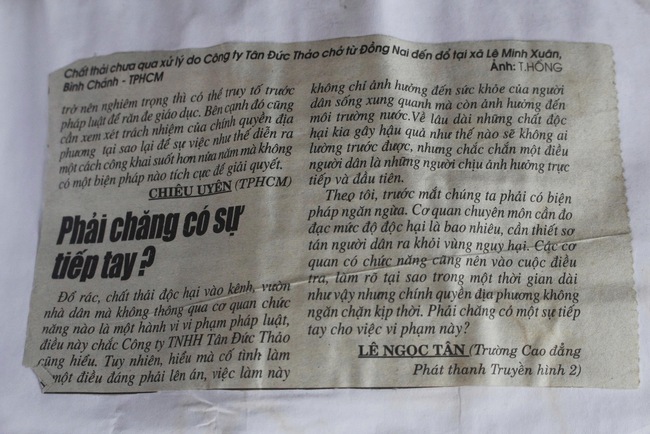 Chất thải chưa qua xử lý do Công ty Tân Đức Thảo chở từ Đồng Nai đến đổ tại xã Lê Minh Xuân,
Bình Chánh - TPHCM
Ảnh: T.HỒNG
trở nên nghiêm trọng thì có thể truy tố trước
pháp luật để răn đe giáo dục. Bên cạnh đó cũng
cần xem xét trách nhiệm của chính quyền địa
phương tại sao lại để sự việc như thế diễn ra
một cách công khai suốt hơn nửa năm mà không
có một biện pháp nào tích cực để giải quyết.
CHIÊU UYÊN (TPHCM)
Phải chăng có sự
tiếp tay?
Đổ rác, chất thải độc hại vào kênh, vườn
nhà dân mà không thông qua cơ quan chức
năng nào là một hành vi vi phạm pháp luật,
điều này chắc Công ty TNHH Tân Đức Thảo
cũng hiểu. Tuy nhiên, hiểu mà cố tình làm
một điều đáng phải lên án, việc làm này
không chỉ ảnh hưởng đến sức khỏe của người
dân sống xung quanh mà còn ảnh hưởng đến
môi trường nước. Về lâu dài những chất độc
hại kia gây hậu quả như thế nào sẽ không ai
lường trước được, nhưng chắc chắn một điều
người dân là những người chịu ảnh hưởng trực
tiếp và đầu tiên.
Theo tôi, trước mắt chúng ta phải có biện
pháp ngăn ngừa. Cơ quan chuyên môn cần đo
đạc mức độ độc hại là bao nhiêu, cần thiết sơ
tán người dân ra khỏi vùng nguy hại. Các cơ
quan có chức năng cũng nên vào cuộc điều
tra, làm rõ tại sao trong một thời gian dài
như vậy nhưng chính quyền địa phương không
ngăn chặn kịp thời. Phải chăng có một sự tiếp
tay cho việc vi phạm này?
LÊ NGỌC TÂN (Trường Cao đẳng
Phát thanh Truyền hình 2)